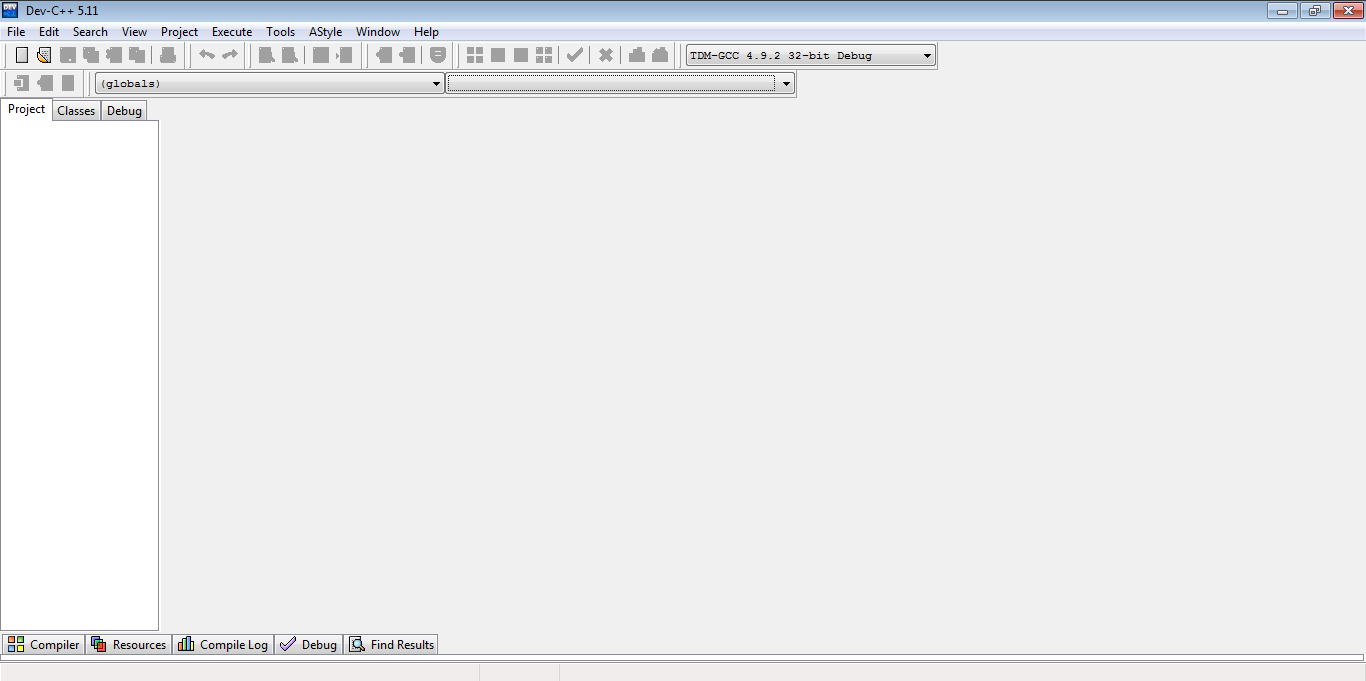 Dev-C++ 5.11
File Edit Search View Project Execute Tools AStyle Window Help
TDM-GCC 4.9.2 32-bit Debug
(globals)
Project Classes Debug
Compiler Resources Compile Log Debug Find Results